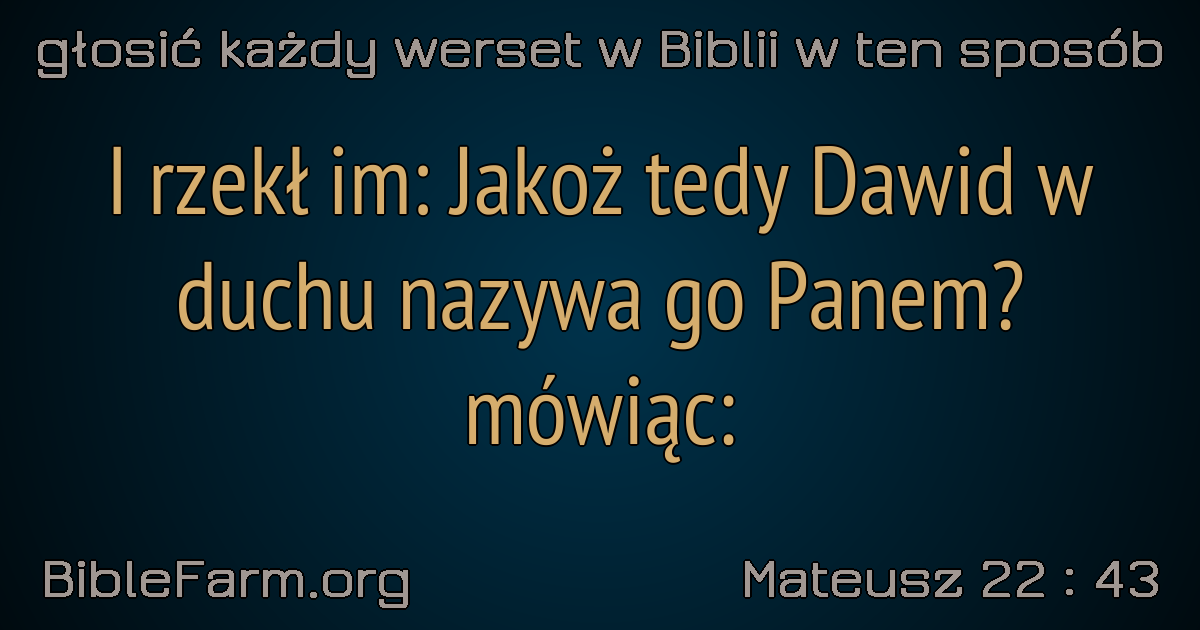 głosić każdy werset w Biblii w ten sposób
I rzekł im: Jakoż tedy Dawid w
duchu nazywa go Panem?
mówiąc:
BibleFarm.org
Mateusz 22 : 43